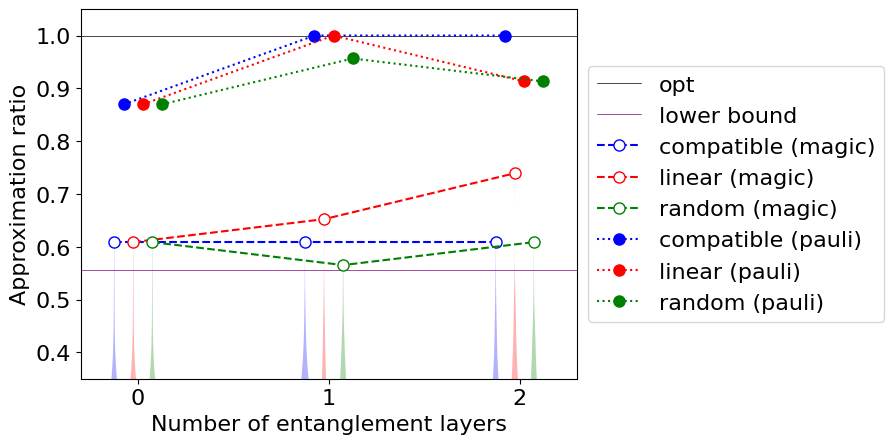 Approximation ratio
1.0
0.9
0.8
0.7
0.6
0.5
0.4
0
1
2
Number of entanglement layers
opt
lower bound
compatible (magic)
linear (magic)
random (magic)
compatible (pauli)
linear (pauli)
random (pauli)